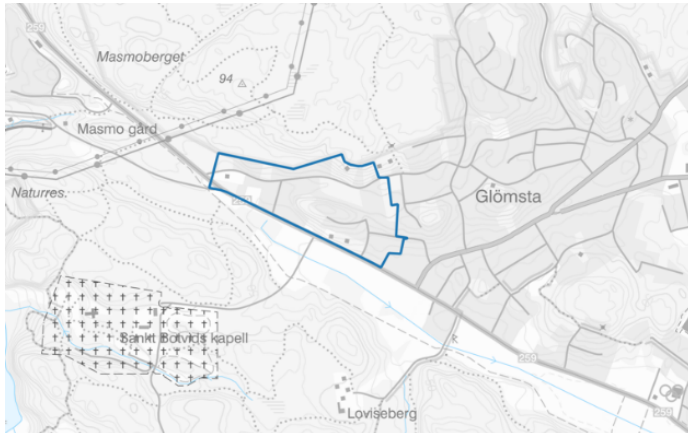 259
Masmoberget
94
Masmo gård
Naturres.
Glömsta
Sankt Botvids kapell
259
Loviseberg
259